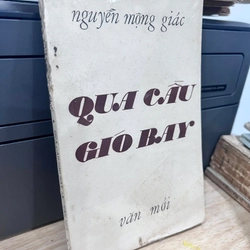 nguyễn mộng giác
QUA CẦU
GIÓ BAY
văn mới